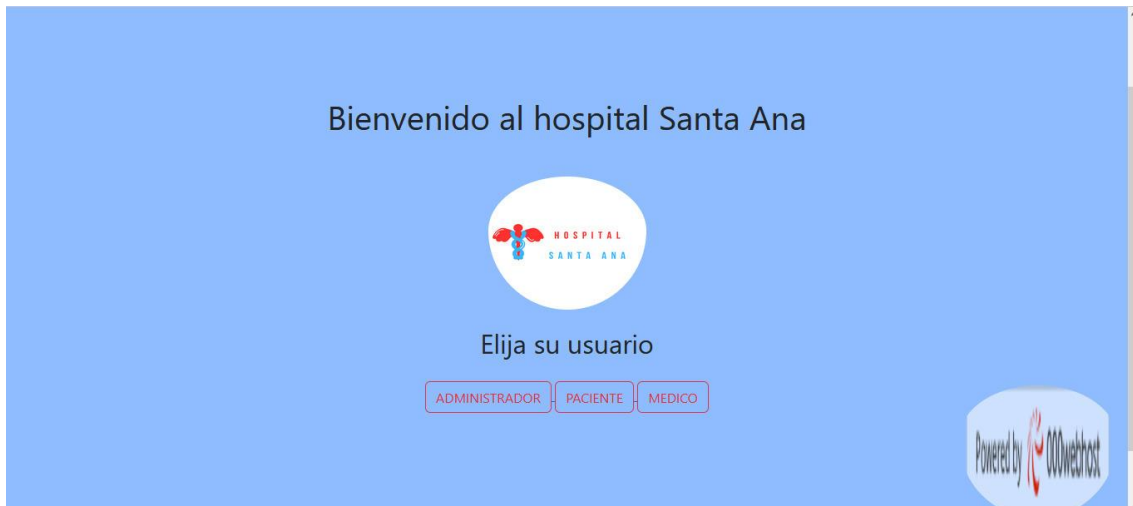 Bienvenido al hospital Santa Ana
HOSPITAL
SANTA ANA
Elija su usuario
ADMINISTRADOR PACIENTE MEDICO
Powered by 000webhost